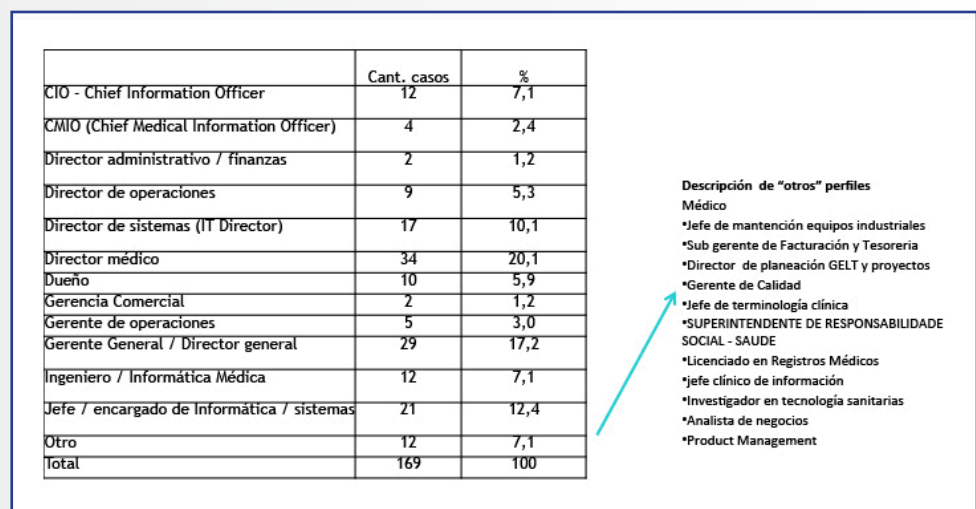 Cant. casos %
CIO - Chief Information Officer 12 7,1
CMIO (Chief Medical Information Officer) 4 2,4
Director administrativo / finanzas 2 1,2
Director de operaciones 9 5,3
Director de sistemas (IT Director) 17 10,1
Director médico 34 20,1
Dueño 10 5,9
Gerencia Comercial 2 1,2
Gerente de operaciones 5 3,0
Gerente General / Director general 29 17,2
Ingeniero / Informática Médica 12 7,1
Jefe / encargado de Informática / sistemas 21 12,4
Otro 12 7,1
Total 169 100
Descripción de "otros" perfiles
Médico
•Jefe de mantención equipos industriales
•Sub gerente de Facturación y Tesoreria
•Director de planeación GELT y proyectos
•Gerente de Calidad
•Jefe de terminología clínica
•SUPERINTENDENTE DE RESPONSABILIDADE
SOCIAL - SAUDE
•Licenciado en Registros Médicos
•jefe clínico de información
•Investigador en tecnología sanitarias
•Analista de negocios
•Product Management